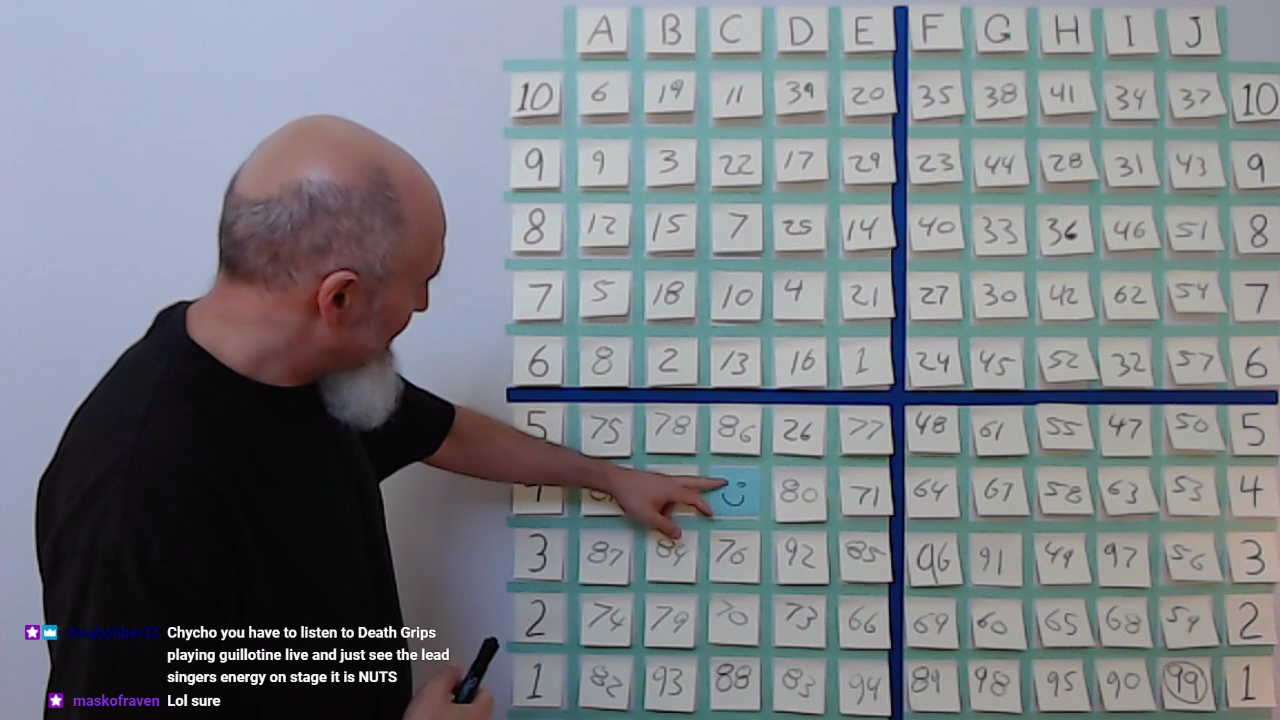 A B C D E F G H I J
10 6 19 11 39 20 35 38 41 34 37 10
9 9 3 22 17 29 23 44 28 31 43 9
8 12 15 7 25 14 40 33 36 46 51 8
7 5 18 10 4 21 27 30 42 62 54 7
6 8 2 13 16 1 24 45 52 32 57 6
5 75 78 86 26 77 48 61 55 47 50 5
80 71 64 67 58 63 53 4
3 87 84 76 92 85 96 91 49 97 56 3
2 74 79 70 73 66 69 60 65 68 59 2
1 82 93 88 83 94 89 98 95 90 99 1
Chycho you have to listen to Death Grips
playing guillotine live and just see the lead
singers energy on stage it is NUTS
maskofraven Lol sure